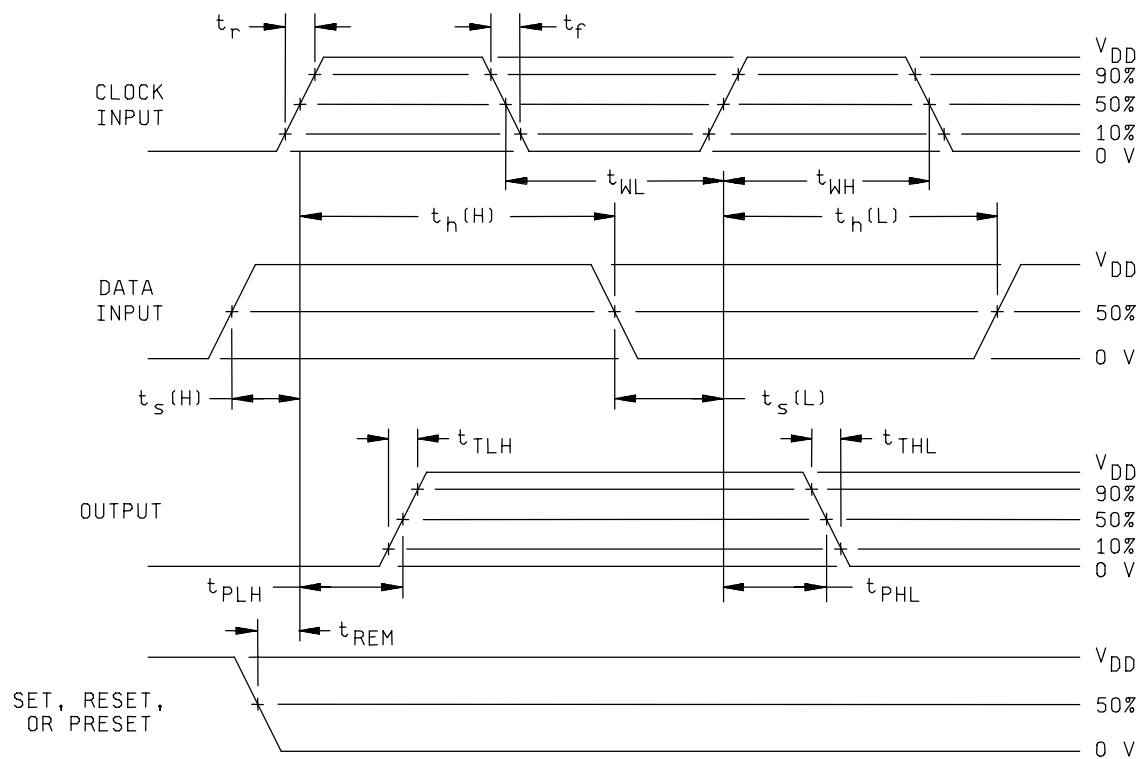 t_r
t_f
CLOCK
INPUT
V_DD
90%
50%
10%
0 V
t_WL
t_WH
t_h(H)
t_h(L)
DATA
INPUT
V_DD
50%
0 V
t_s(H)
t_s(L)
t_TLH
t_THL
OUTPUT
V_DD
90%
50%
10%
0 V
t_PLH
t_PHL
t_REM
SET, RESET,
OR PRESET
V_DD
50%
0 V